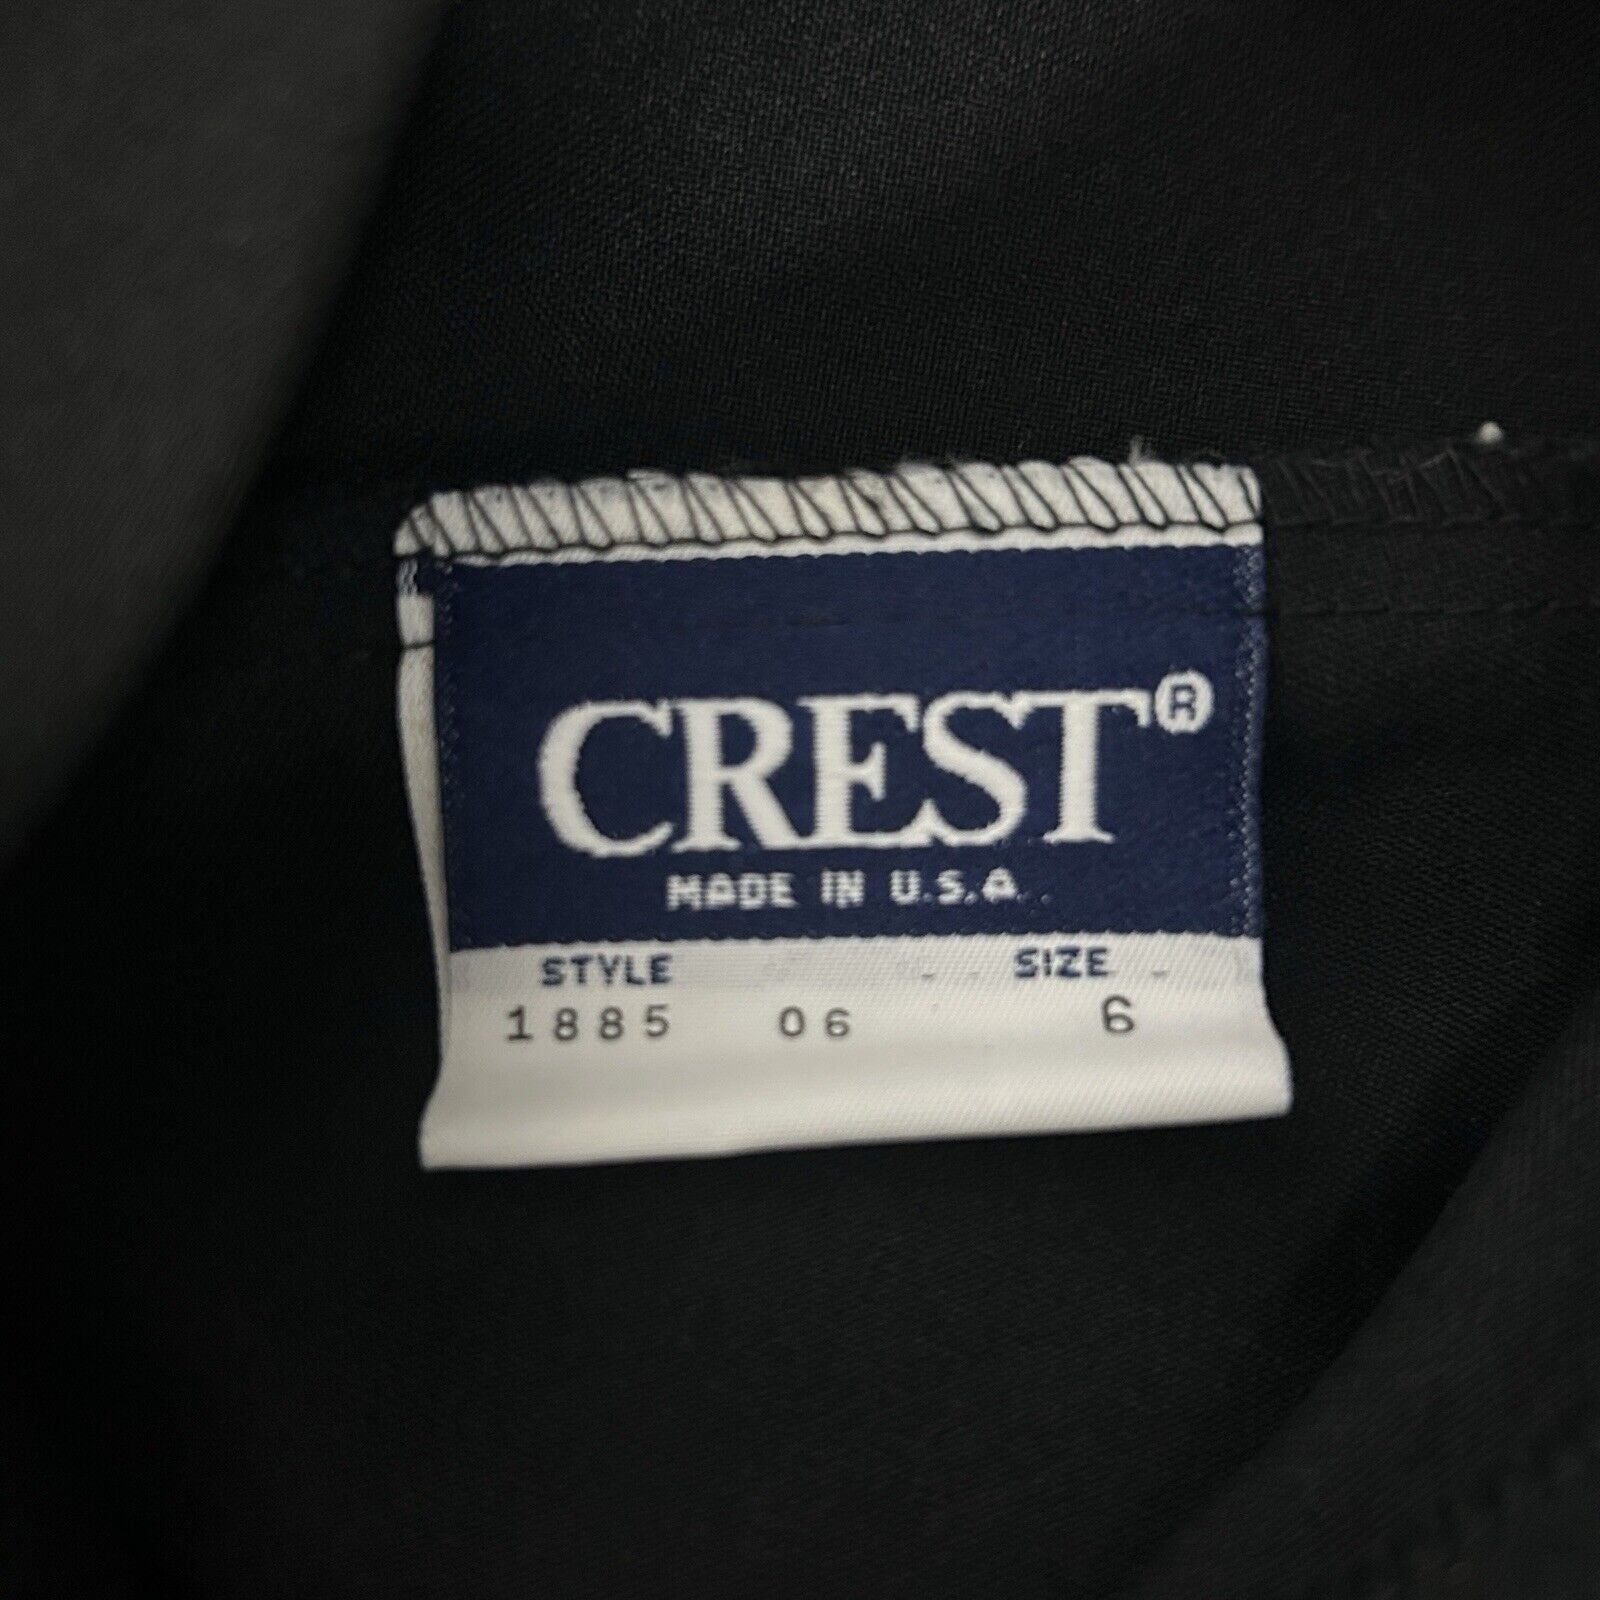 CREST®
MADE IN U.S.A.
STYLE SIZE
1885 06 6